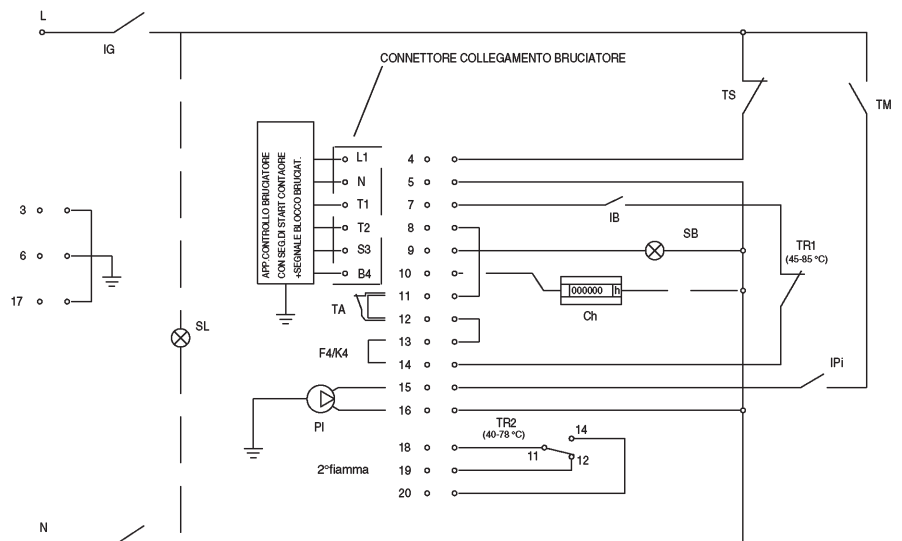 L
IG
CONNETTORE COLLEGAMENTO BRUCIATORE
TS
TM
APP.CONTROLLO BRUCIATORE
CON SEG.DI START CONTAORE
+SEGNALE BLOCCO BRUCIAT.
L1
N
T1
T2
S3
B4
4
5
7
8
9
10
11
12
13
14
15
16
18
19
20
3
6
17
IB
SB
TR1
(45-85 °C)
000000 h
Ch
TA
SL
F4/K4
IPi
PI
TR2
(40-78 °C)
14
11
12
2°fiamma
N